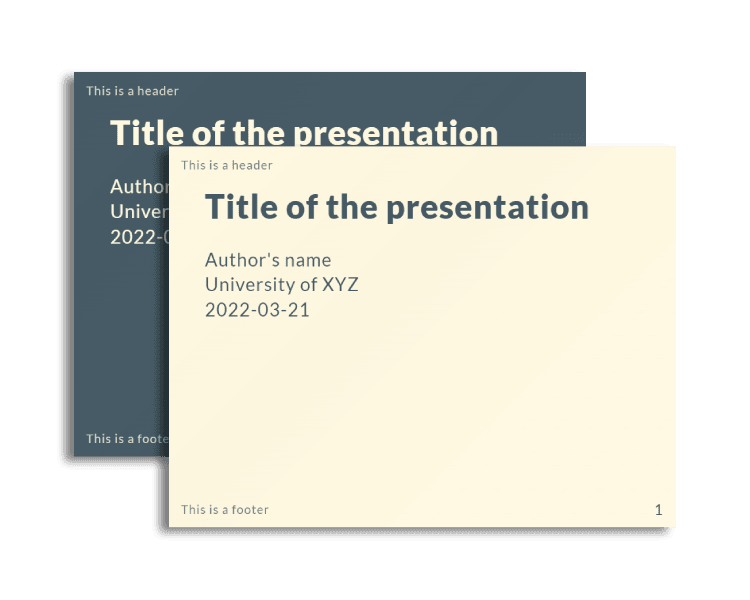 This is a header
Title of the presentation
Author
Univer
2022-0
This is a foote
This is a header
Title of the presentation
Author's name
University of XYZ
2022-03-21
This is a footer
1